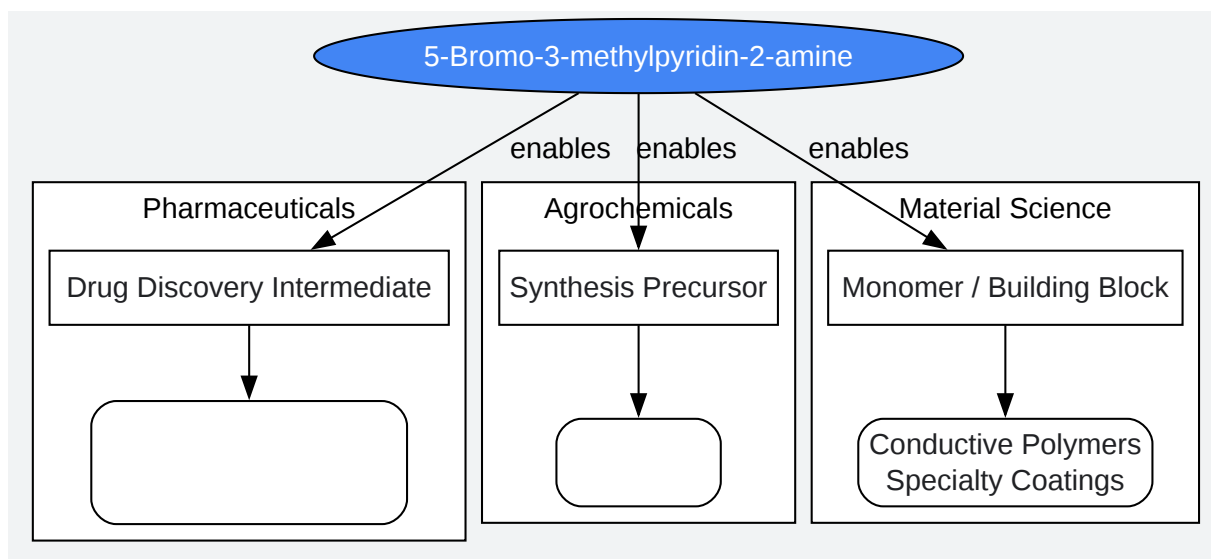 5-Bromo-3-methylpyridin-2-amine
enables
enables
enables
Pharmaceuticals
Agrochemicals
Material Science
Drug Discovery Intermediate
Synthesis Precursor
Monomer / Building Block
Conductive Polymers
Specialty Coatings